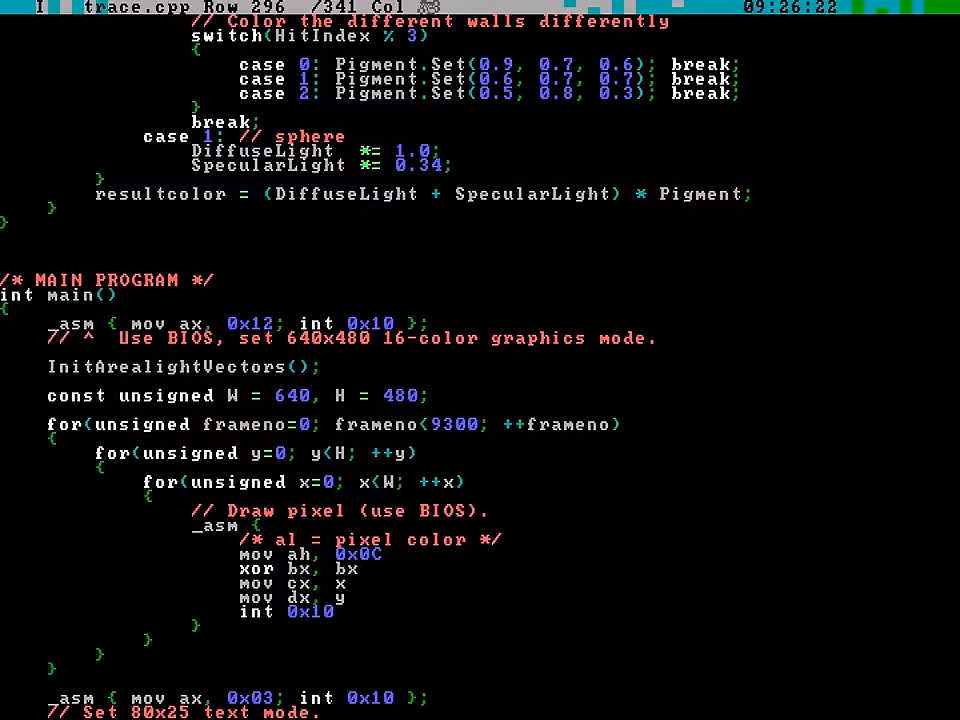 I trace.cpp Row 296 /341 Col 09:26:22
// Color the different walls differently
switch(HitIndex % 3)
{
case 0: Pigment.Set(0.9, 0.7, 0.6); break;
case 1: Pigment.Set(0.6, 0.7, 0.7); break;
case 2: Pigment.Set(0.5, 0.8, 0.3); break;
}
break;
case 1: // sphere
DiffuseLight *= 1.0;
SpecularLight *= 0.34;
}
resultcolor = (DiffuseLight + SpecularLight) * Pigment;
}
}
/* MAIN PROGRAM */
int main()
{
_asm { mov ax, 0x12; int 0x10 };
// ^ Use BIOS, set 640x480 16-color graphics mode.
InitArealightVectors();
const unsigned W = 640, H = 480;
for(unsigned frameno=0; frameno<9300; ++frameno)
{
for(unsigned y=0; y<H; ++y)
{
for(unsigned x=0; x<W; ++x)
{
// Draw pixel (use BIOS).
_asm {
/* al = pixel color */
mov ah, 0x0C
xor bx, bx
mov cx, x
mov dx, y
int 0x10
}
}
}
}
_asm { mov ax, 0x03; int 0x10 };
// Set 80x25 text mode.